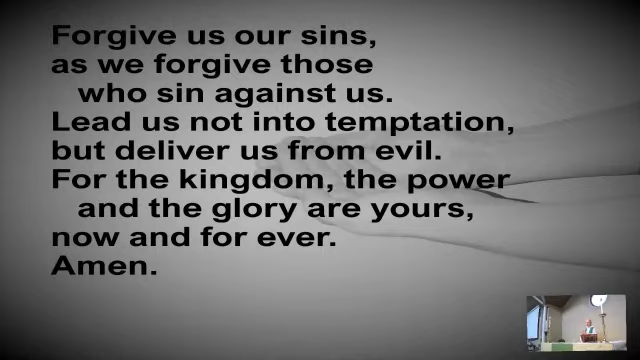 Forgive us our sins,
as we forgive those
who sin against us.
Lead us not into temptation,
but deliver us from evil.
For the kingdom, the power
and the glory are yours,
now and for ever.
Amen.